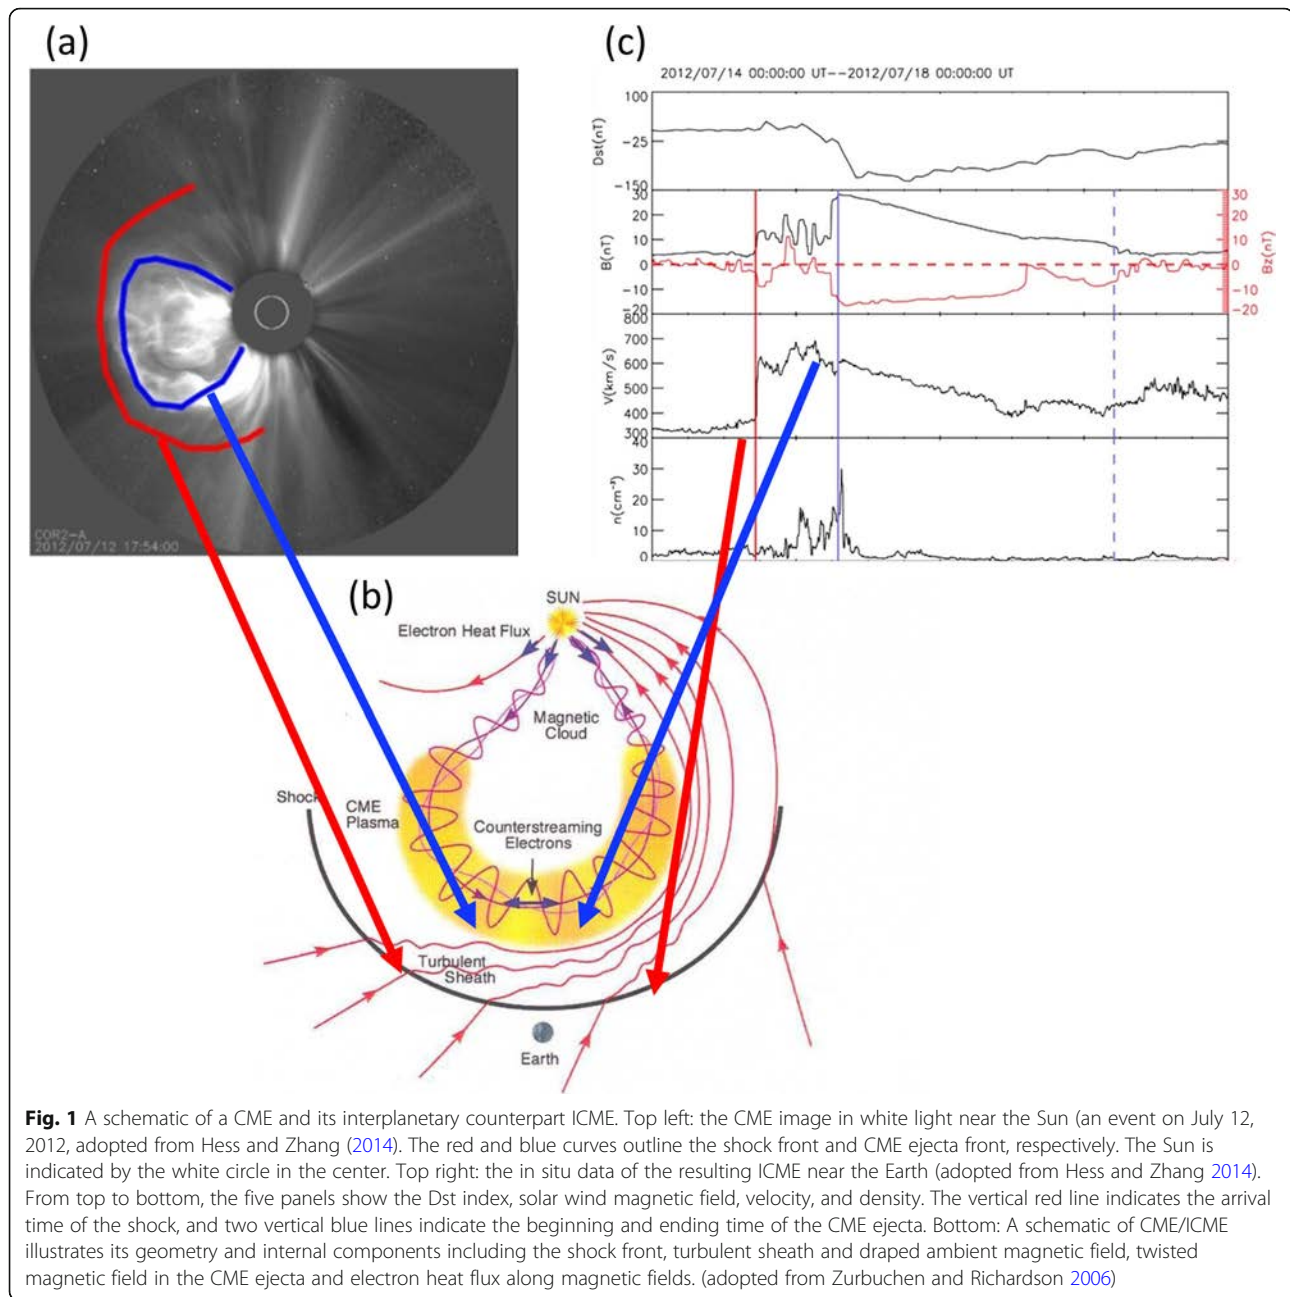 (a)
(c)
2012/07/14 00:00:00 UT--2012/07/18 00:00:00 UT
100
-25
-150
Dst(nT)
30
20
10
0
-10
-20
B(nT)
30
20
10
0
-10
-20
Bz(nT)
800
700
600
500
400
300
V(km/s)
40
30
20
10
0
n(cm⁻³)
COR2-A
2012/07/12 17:54:00
(b)
SUN
Electron Heat Flux
Magnetic
Cloud
Shock
CME
Plasma
Counterstreaming
Electrons
Turbulent
Sheath
Earth
Fig. 1 A schematic of a CME and its interplanetary counterpart ICME. Top left: the CME image in white light near the Sun (an event on July 12,
2012, adopted from Hess and Zhang (2014). The red and blue curves outline the shock front and CME ejecta front, respectively. The Sun is
indicated by the white circle in the center. Top right: the in situ data of the resulting ICME near the Earth (adopted from Hess and Zhang 2014).
From top to bottom, the five panels show the Dst index, solar wind magnetic field, velocity, and density. The vertical red line indicates the arrival
time of the shock, and two vertical blue lines indicate the beginning and ending time of the CME ejecta. Bottom: A schematic of CME/ICME
illustrates its geometry and internal components including the shock front, turbulent sheath and draped ambient magnetic field, twisted
magnetic field in the CME ejecta and electron heat flux along magnetic fields. (adopted from Zurbuchen and Richardson 2006)